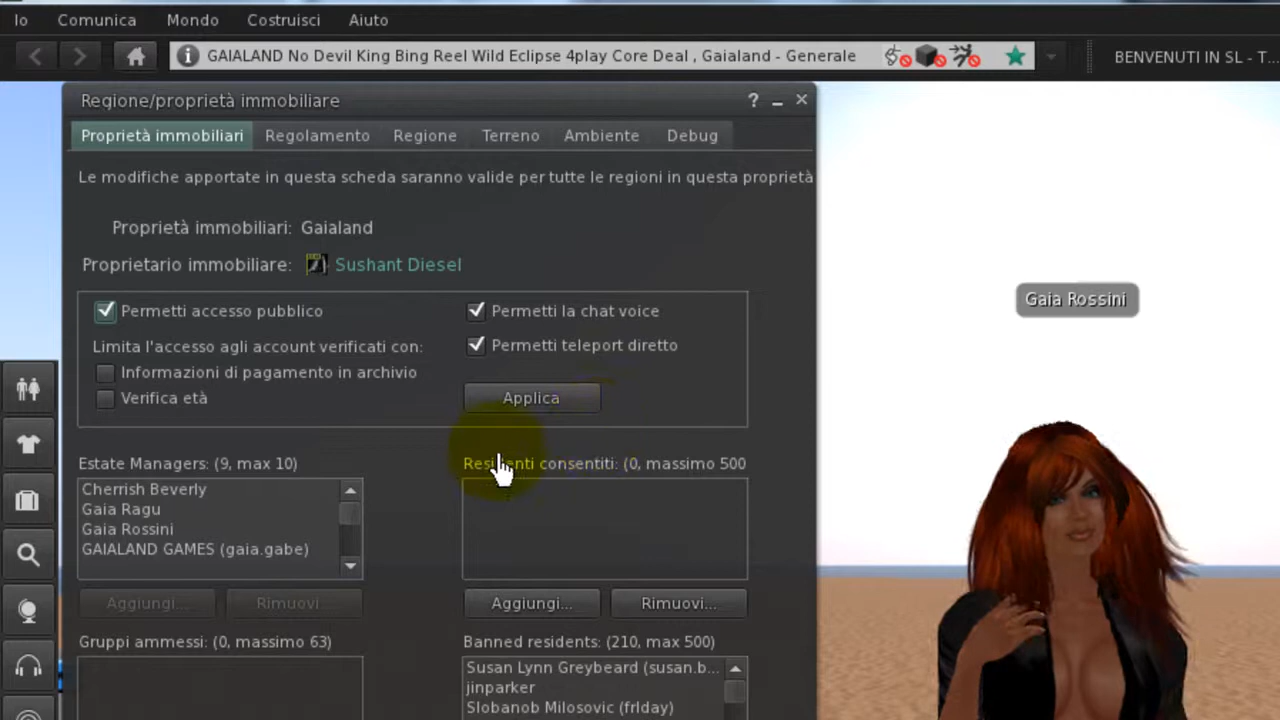 Io Comunica Mondo Costruisci Aiuto
GAIALAND No Devil King Bing Reel Wild Eclipse 4play Core Deal , Gaialand - Generale
BENVENUTI IN SL - T...
Regione/proprietà immobiliare
? _ ×
Proprietà immobiliari Regolamento Regione Terreno Ambiente Debug
Le modifiche apportate in questa scheda saranno valide per tutte le regioni in questa proprietà
Proprietà immobiliari: Gaialand
Proprietario immobiliare: Sushant Diesel
Permetti accesso pubblico
Permetti la chat voice
Limita l'accesso agli account verificati con:
Permetti teleport diretto
Informazioni di pagamento in archivio
Verifica età
Applica
Estate Managers: (9, max 10)
Residenti consentiti: (0, massimo 500
Cherrish Beverly
Gaia Ragu
Gaia Rossini
GAIALAND GAMES (gaia.gabe)
Aggiungi... Rimuovi...
Aggiungi... Rimuovi...
Gruppi ammessi: (0, massimo 63)
Banned residents: (210, max 500)
Susan Lynn Greybeard (susan.b...
jinparker
Slobanob Milosovic (frlday)
Gaia Rossini